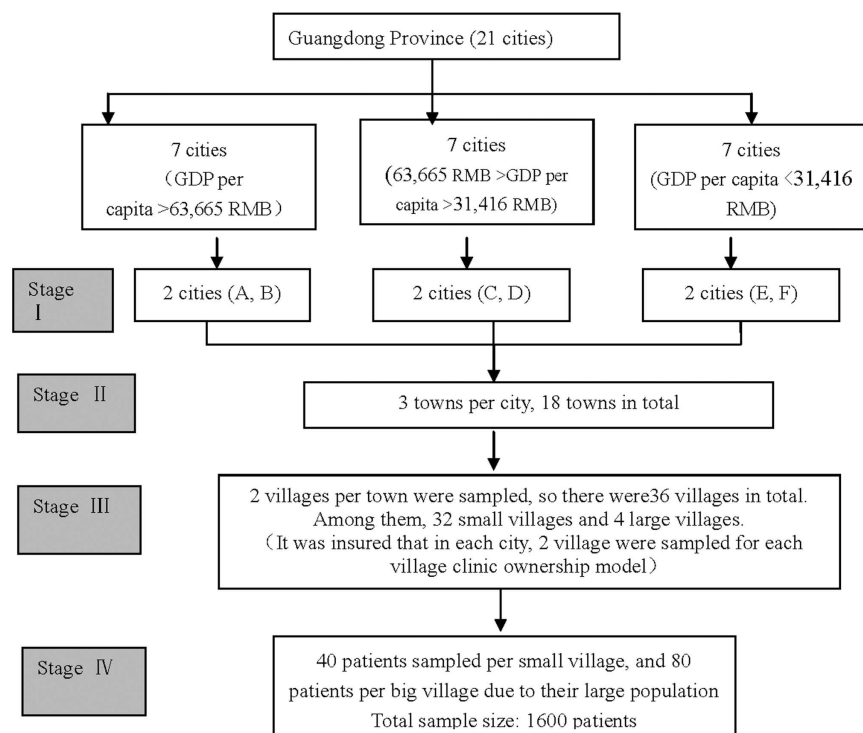 Guangdong Province (21 cities)
7 cities
（GDP per
capita >63,665 RMB）
7 cities
(63,665 RMB >GDP per
capita >31,416 RMB)
7 cities
(GDP per capita <31,416
RMB)
Stage
Ⅰ
2 cities (A, B)
2 cities (C, D)
2 cities (E, F)
Stage Ⅱ
3 towns per city, 18 towns in total
Stage Ⅲ
2 villages per town were sampled, so there were36 villages in total.
Among them, 32 small villages and 4 large villages.
（It was insured that in each city, 2 village were sampled for each
village clinic ownership model）
Stage Ⅳ
40 patients sampled per small village, and 80
patients per big village due to their large population
Total sample size: 1600 patients